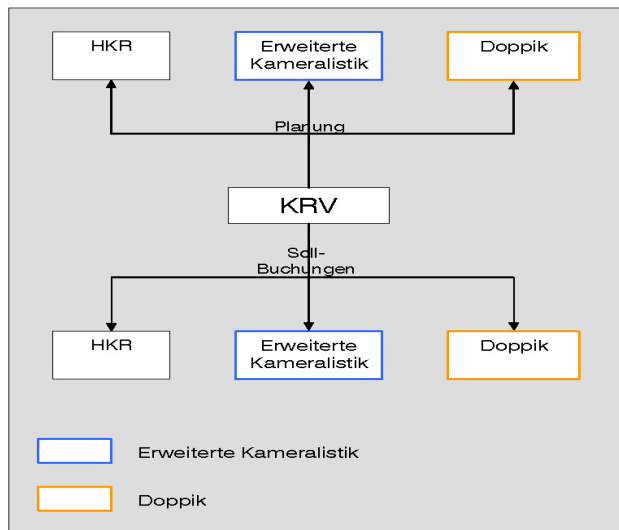 HKR
Erweiterte
Kameralistik
Doppik
Planung
KRV
Soll-
Buchungen
HKR
Erweiterte
Kameralistik
Doppik
Erweiterte Kameralistik
Doppik